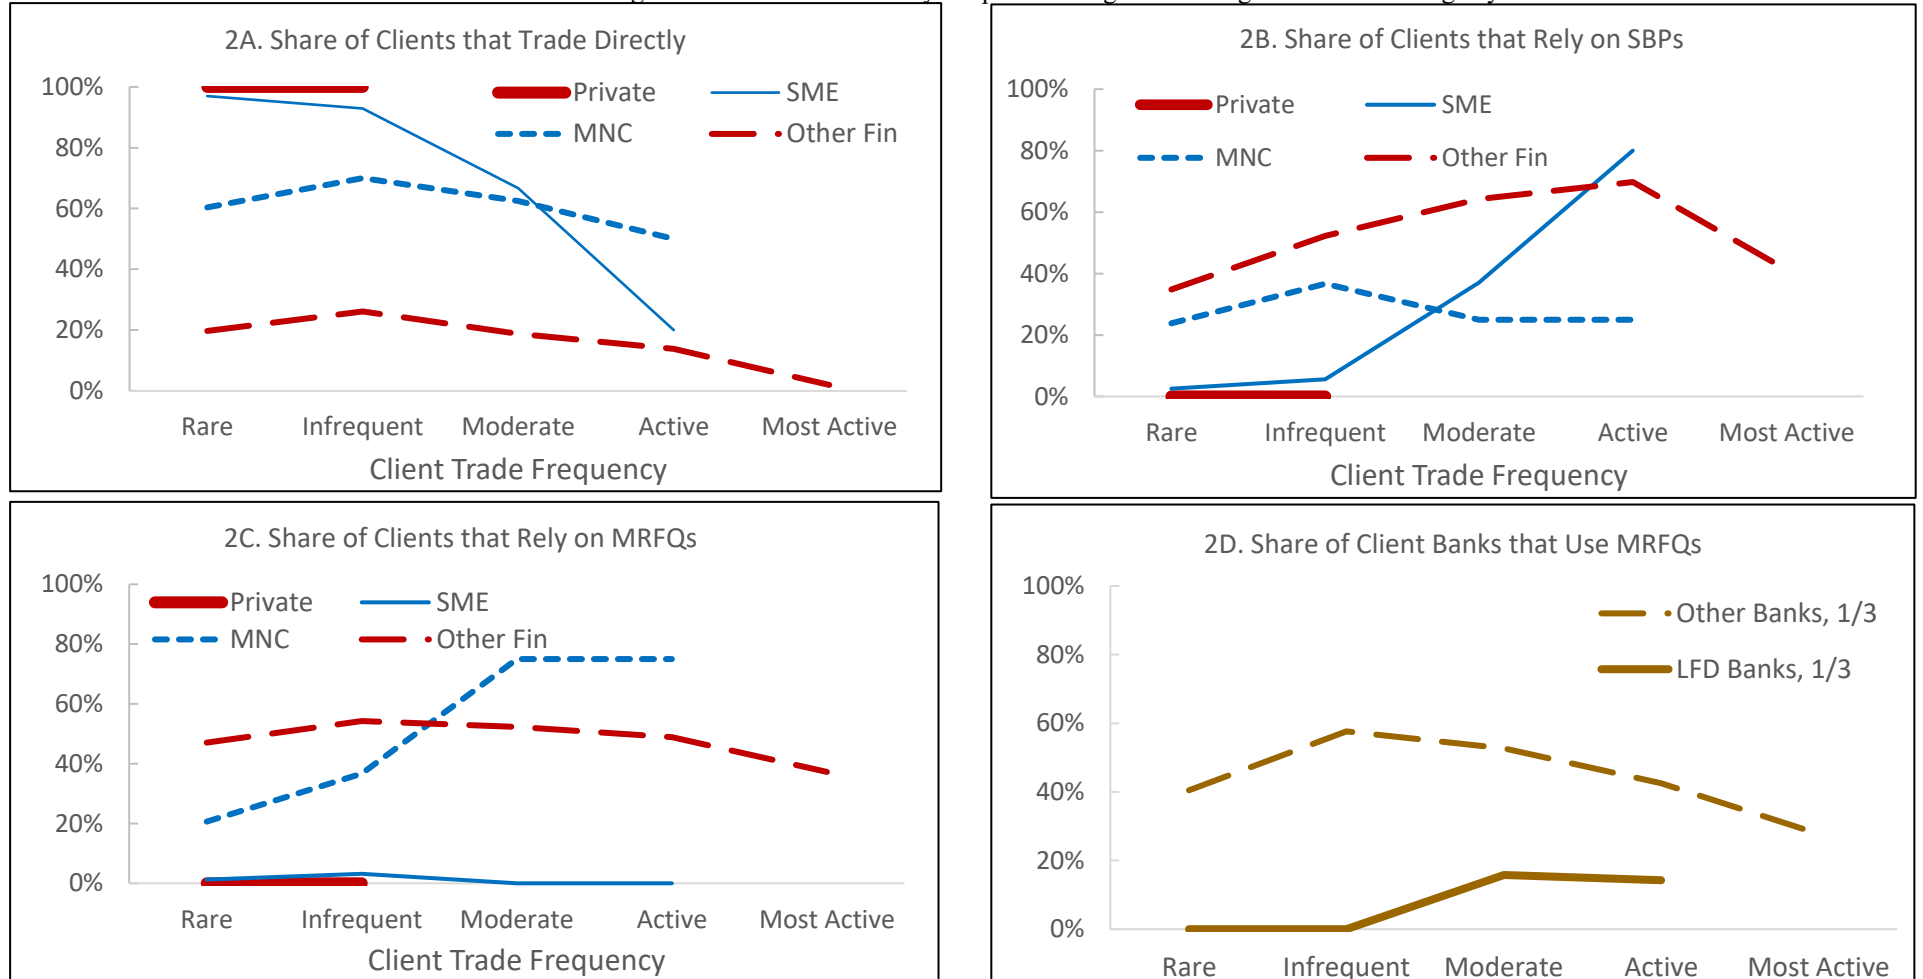 2A. Share of Clients that Trade Directly
100%
80%
60%
40%
20%
0%
Private
SME
MNC
Other Fin
Rare
Infrequent
Moderate
Active
Most Active
Client Trade Frequency
2B. Share of Clients that Rely on SBPs
100%
80%
60%
40%
20%
0%
Private
SME
MNC
Other Fin
Rare
Infrequent
Moderate
Active
Most Active
Client Trade Frequency
2C. Share of Clients that Rely on MRFQs
100%
80%
60%
40%
20%
0%
Private
SME
MNC
Other Fin
Rare
Infrequent
Moderate
Active
Most Active
Client Trade Frequency
2D. Share of Client Banks that Use MRFQs
100%
80%
60%
40%
20%
0%
Other Banks, 1/3
LFD Banks, 1/3
Rare
Infrequent
Moderate
Active
Most Active